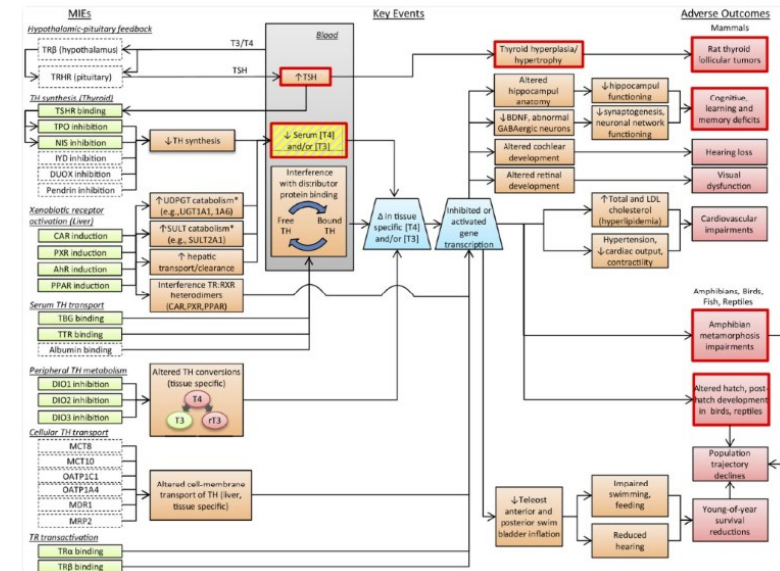 MIEs
Key Events
Adverse Outcomes
Hypothalamic-pituitary feedback
TRβ (hypothalamus)
TRHR (pituitary)
T3/T4
TSH
Blood
↑TSH
Thyroid hyperplasia/
hypertrophy
Mammals
Rat thyroid
follicular tumors
TH synthesis (Thyroid)
TSHR binding
TPO inhibition
NIS inhibition
IYD inhibition
DUOX inhibition
Pendrin inhibition
↓TH synthesis
↓ Serum [T4]
and/or [T3]
Altered
hippocampul
anatomy
↓hippocampul
functioning
↓BDNF, abnormal
GABAergic neurons
↓synaptogenesis,
neuronal network
functioning
Cognitive,
learning and
memory deficits
Altered cochlear
development
Hearing loss
Altered retinal
development
Visual
dysfunction
Xenobiotic receptor
activation (Liver)
CAR induction
PXR induction
AhR induction
PPAR induction
↑UDPGT catabolism*
(e.g.,UGT1A1, 1A6)
↑SULT catabolism*
(e.g., SULT2A1)
↑ hepatic
transport/clearance
Interference TR:RXR
heterodimers
(CAR,PXR,PPAR)
Interference
with distributor
protein binding
Free
TH
Bound
TH
Δ in tissue
specific [T4]
and/or [T3]
Inhibited or
activated
gene
transcription
↑Total and LDL
cholesterol
(hyperlipidemia)
Hypertension,
↓cardiac output,
contractility
Cardiovascular
impairments
Serum TH transport
TBG binding
TTR binding
Albumin binding
Amphibians, Birds,
Fish, Reptiles
Amphibian
metamorphosis
impairments
Peripheral TH metabolism
DIO1 inhibition
DIO2 inhibition
DIO3 inhibition
Altered TH conversions
(tissue specific)
T4
T3
rT3
Altered hatch, post-
hatch development
in birds, reptiles
Cellular TH transport
MCT8
MCT10
OATP1C1
OATP1A4
MDR1
MRP2
Altered cell-membrane
transport of TH (liver,
tissue specific)
Population
trajectory
declines
↓Teleost
anterior and
posterior swim
bladder inflation
Impaired
swimming,
feeding
Reduced
hearing
Young-of-year
survival
reductions
TR transactivation
TRα binding
TRβ binding